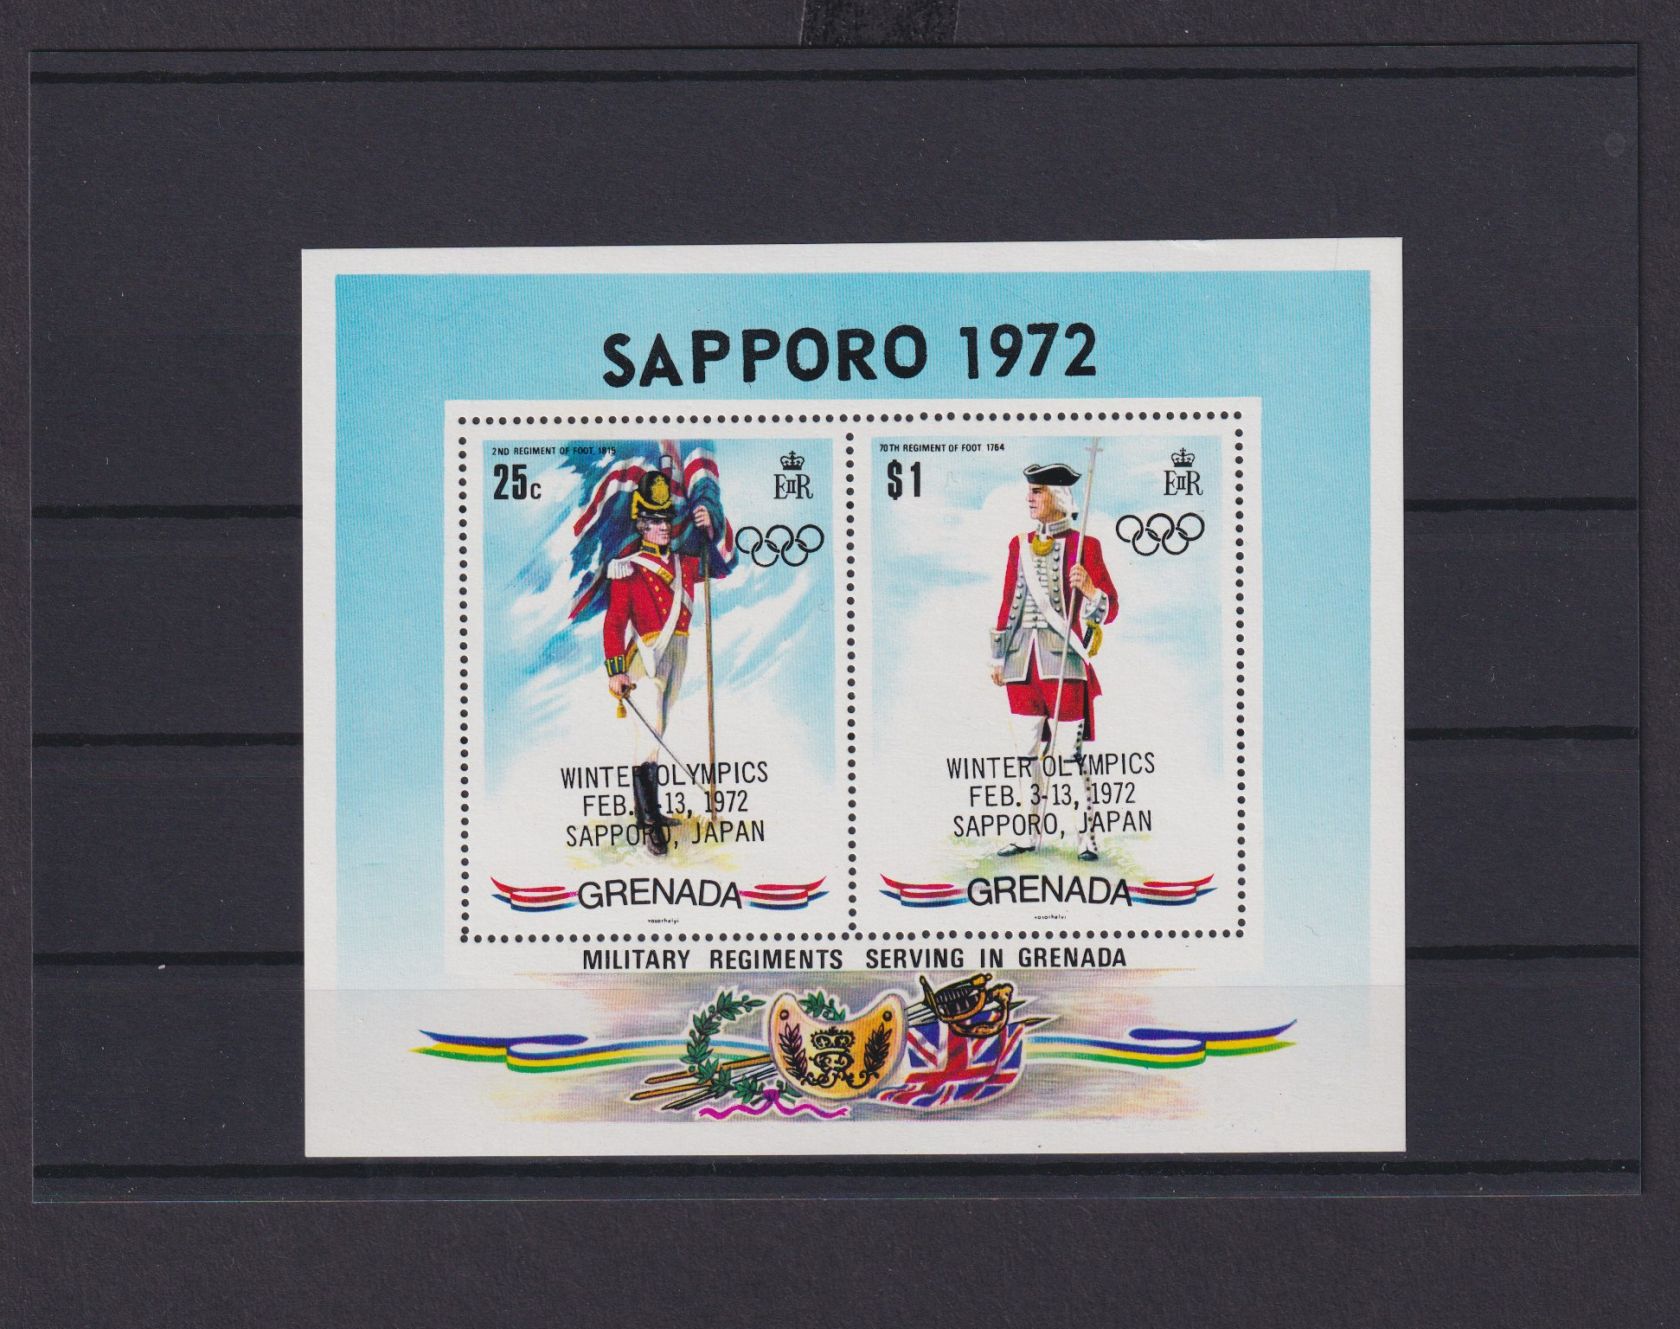 SAPPORO 1972
2ND REGIMENT OF FOOT 1815
25c
EIIR
WINTER OLYMPICS
FEB. 3-13, 1972
SAPPORO, JAPAN
GRENADA
vasarhelyi
70TH REGIMENT OF FOOT 1764
$1
EIIR
WINTER OLYMPICS
FEB. 3-13, 1972
SAPPORO, JAPAN
GRENADA
vasarhelyi
MILITARY REGIMENTS SERVING IN GRENADA